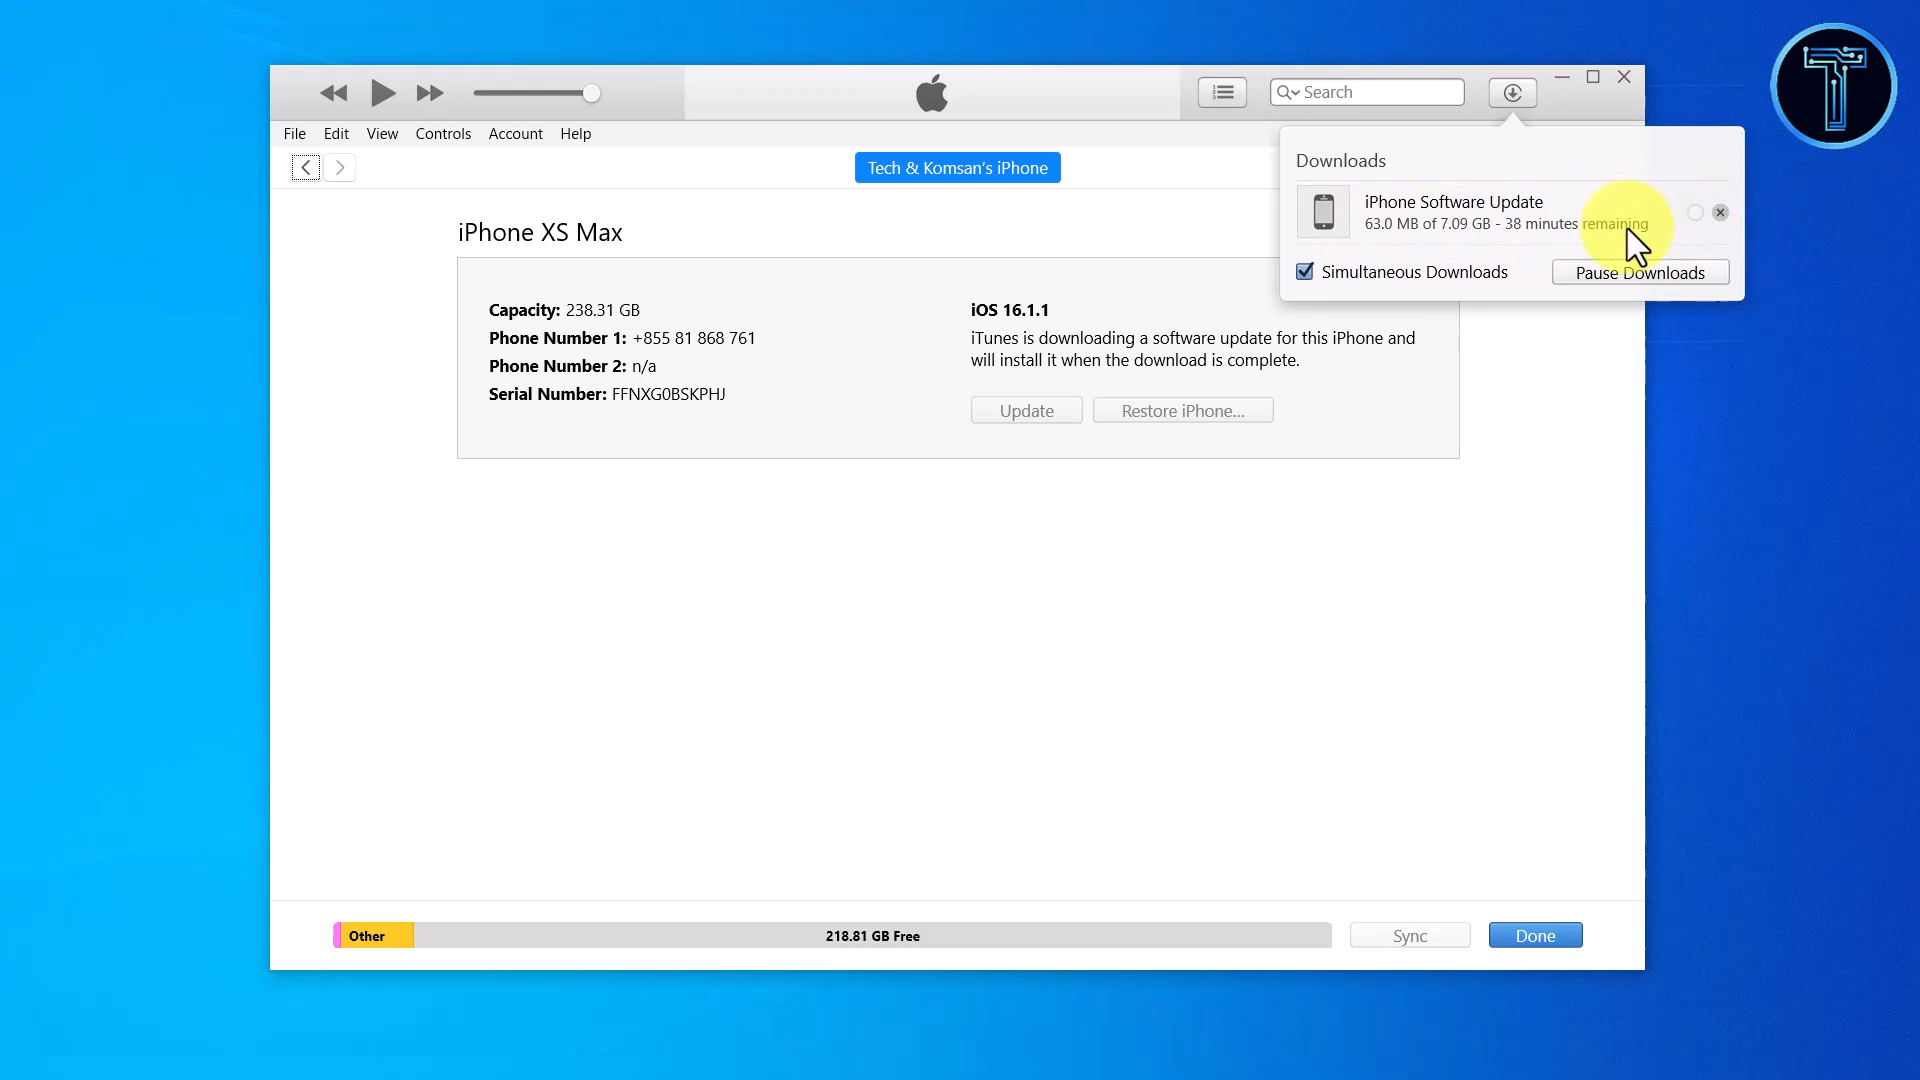 Search
File Edit View Controls Account Help
Tech & Komsan's iPhone
Downloads
iPhone Software Update
63.0 MB of 7.09 GB - 38 minutes remaining
Simultaneous Downloads
Pause Downloads
iPhone XS Max
Capacity: 238.31 GB
Phone Number 1: +855 81 868 761
Phone Number 2: n/a
Serial Number: FFNXG0BSKPHJ
iOS 16.1.1
iTunes is downloading a software update for this iPhone and
will install it when the download is complete.
Update
Restore iPhone...
Other
218.81 GB Free
Sync
Done